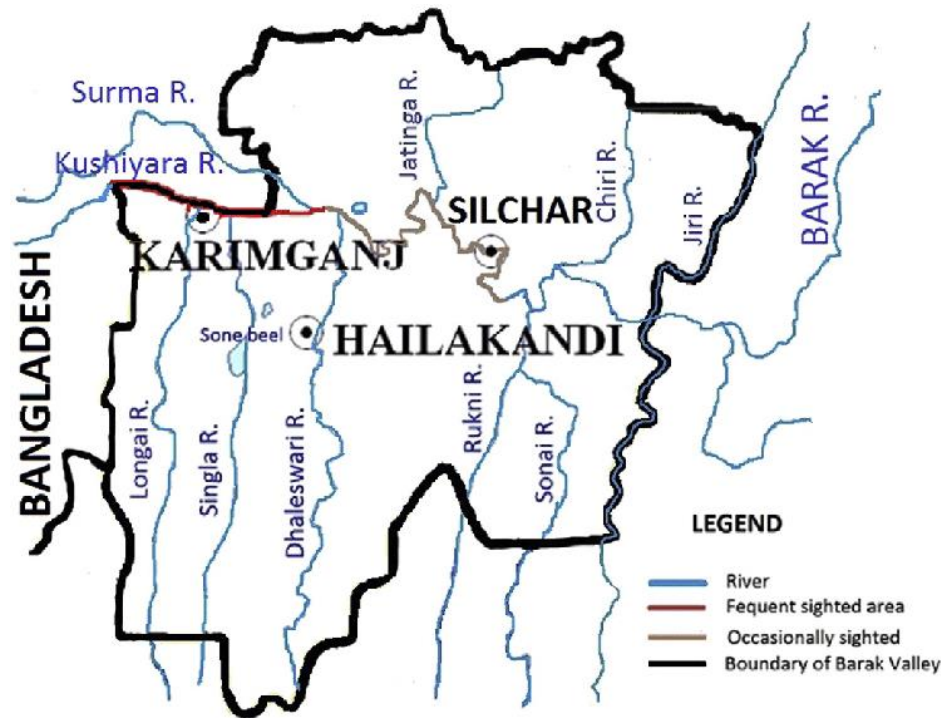 Surma R.
Kushiyara R.
Jatinga R.
Chiri R.
Jiri R.
BARAK R.
SILCHAR
KARIMGANJ
BANGLADESH
Sone beel
HAILAKANDI
Longai R.
Singla R.
Dhaleswari R.
Rukni R.
Sonai R.
LEGEND
River
Fequent sighted area
Occasionally sighted
Boundary of Barak Valley